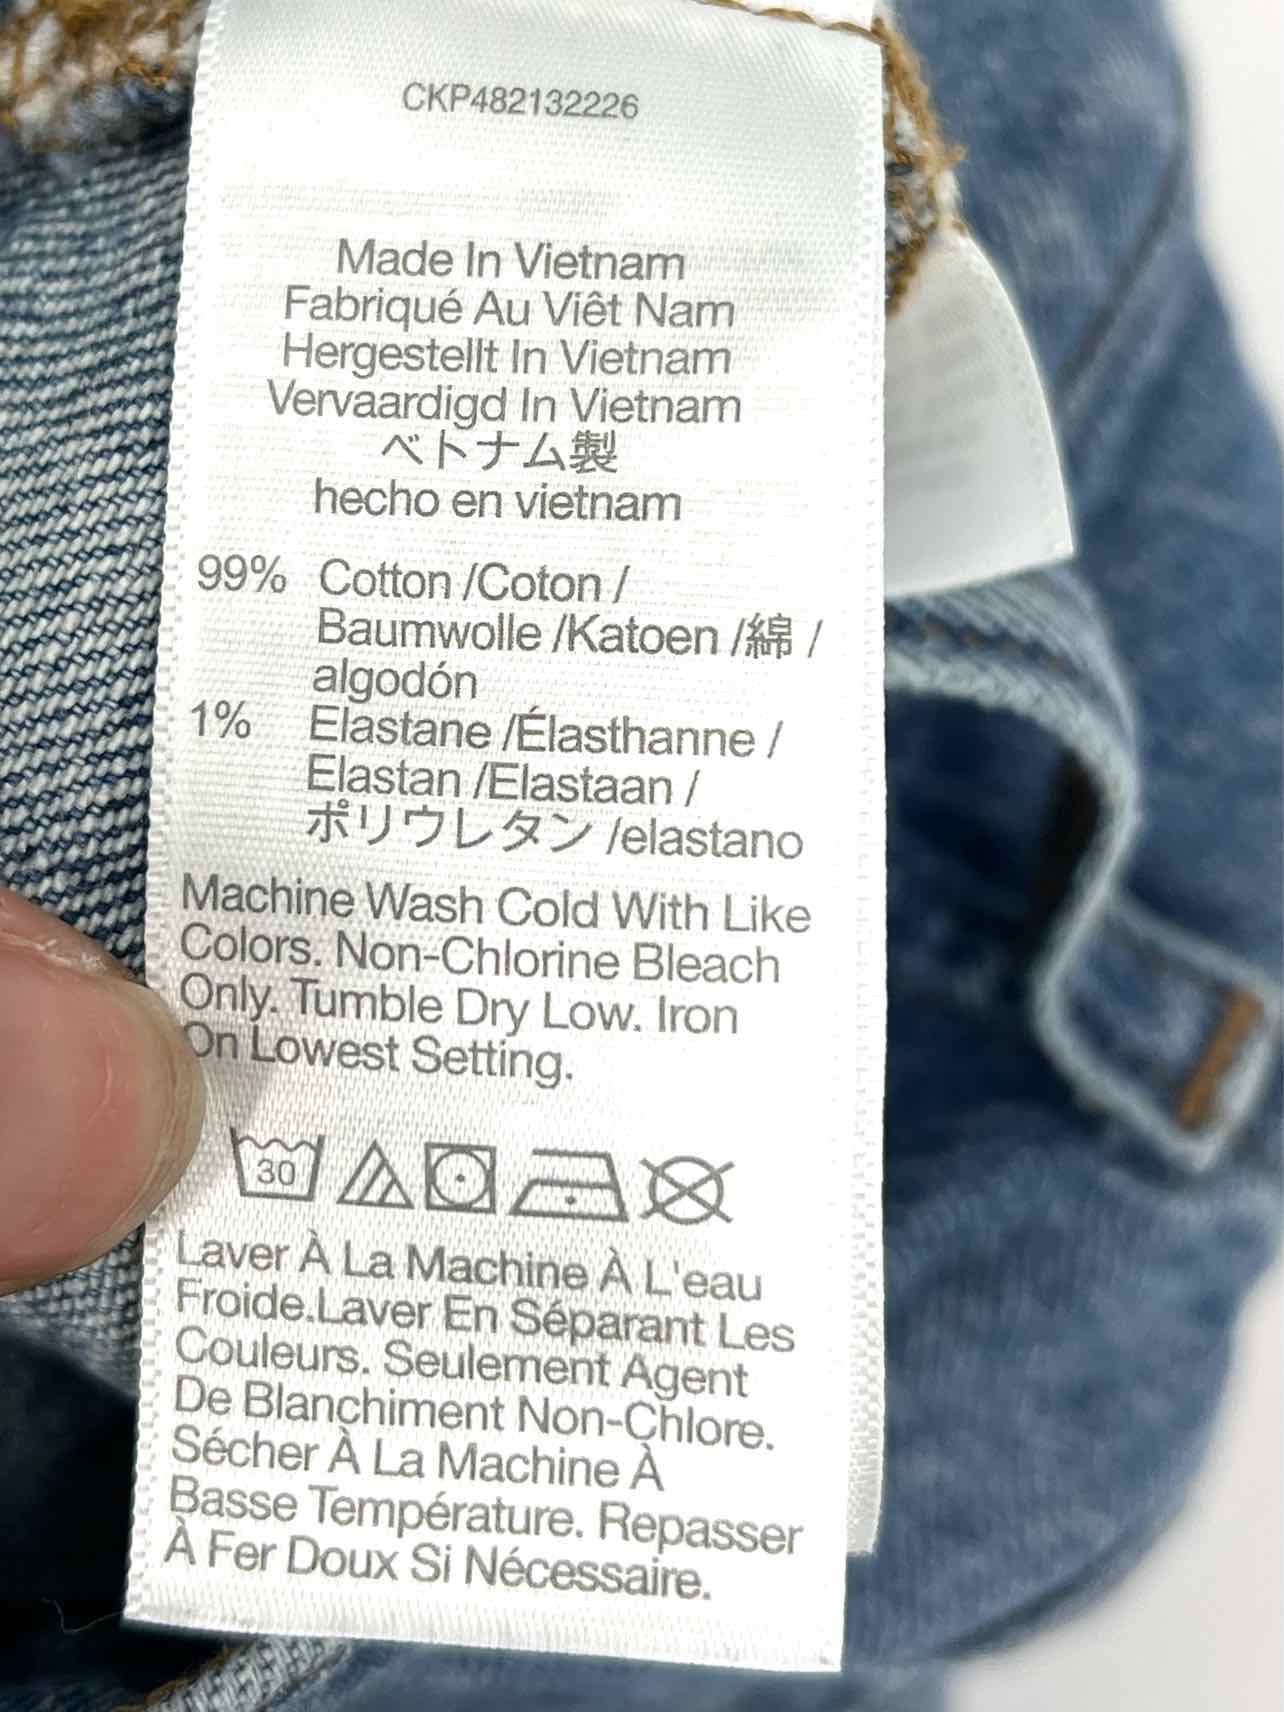 CKP482132226
Made In Vietnam
Fabriqué Au Viêt Nam
Hergestellt In Vietnam
Vervaardigd In Vietnam
ベトナム製
hecho en vietnam
99% Cotton /Coton /
Baumwolle /Katoen /綿 /
algodón
1% Elastane /Élasthanne /
Elastan /Elastaan /
ポリウレタン /elastano
Machine Wash Cold With Like
Colors. Non-Chlorine Bleach
Only. Tumble Dry Low. Iron
On Lowest Setting.
30
Laver À La Machine À L'eau
Froide.Laver En Séparant Les
Couleurs. Seulement Agent
De Blanchiment Non-Chlore.
Sécher À La Machine À
Basse Température. Repasser
À Fer Doux Si Nécessaire.